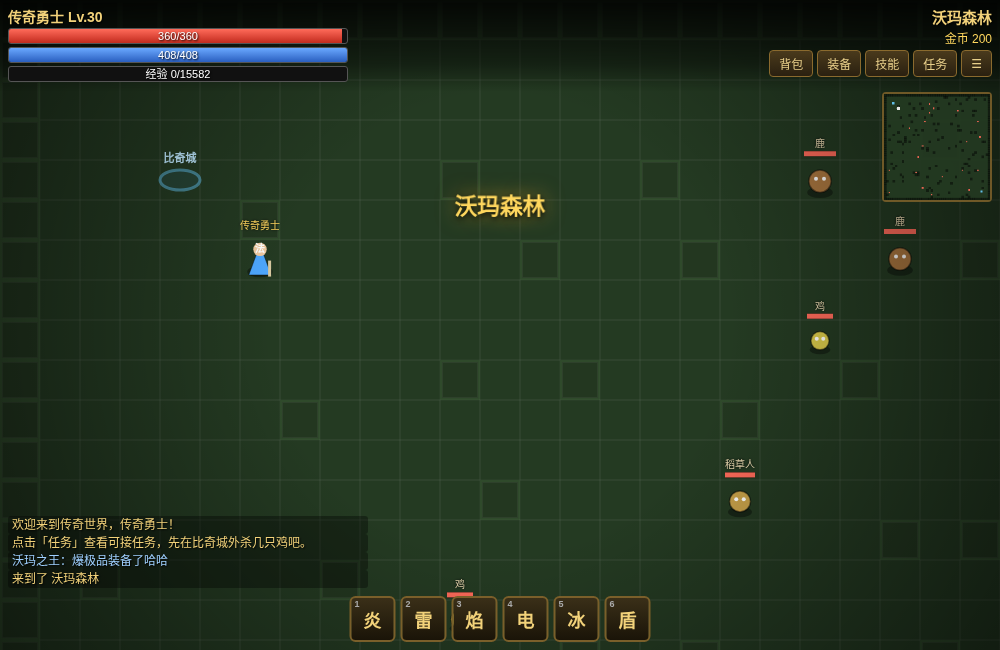 传奇勇士 Lv.30
360/360
408/408
经验 0/15582
沃玛森林
金币 200
背包 装备 技能 任务 ☰
鹿
比奇城
沃玛森林
传奇勇士
法
鹿
鸡
稻草人
欢迎来到传奇世界，传奇勇士！
点击「任务」查看可接任务，先在比奇城外杀几只鸡吧。
沃玛之王：爆极品装备了哈哈
来到了 沃玛森林
鸡
1 炎 2 雷 3 焰 4 电 5 冰 6 盾